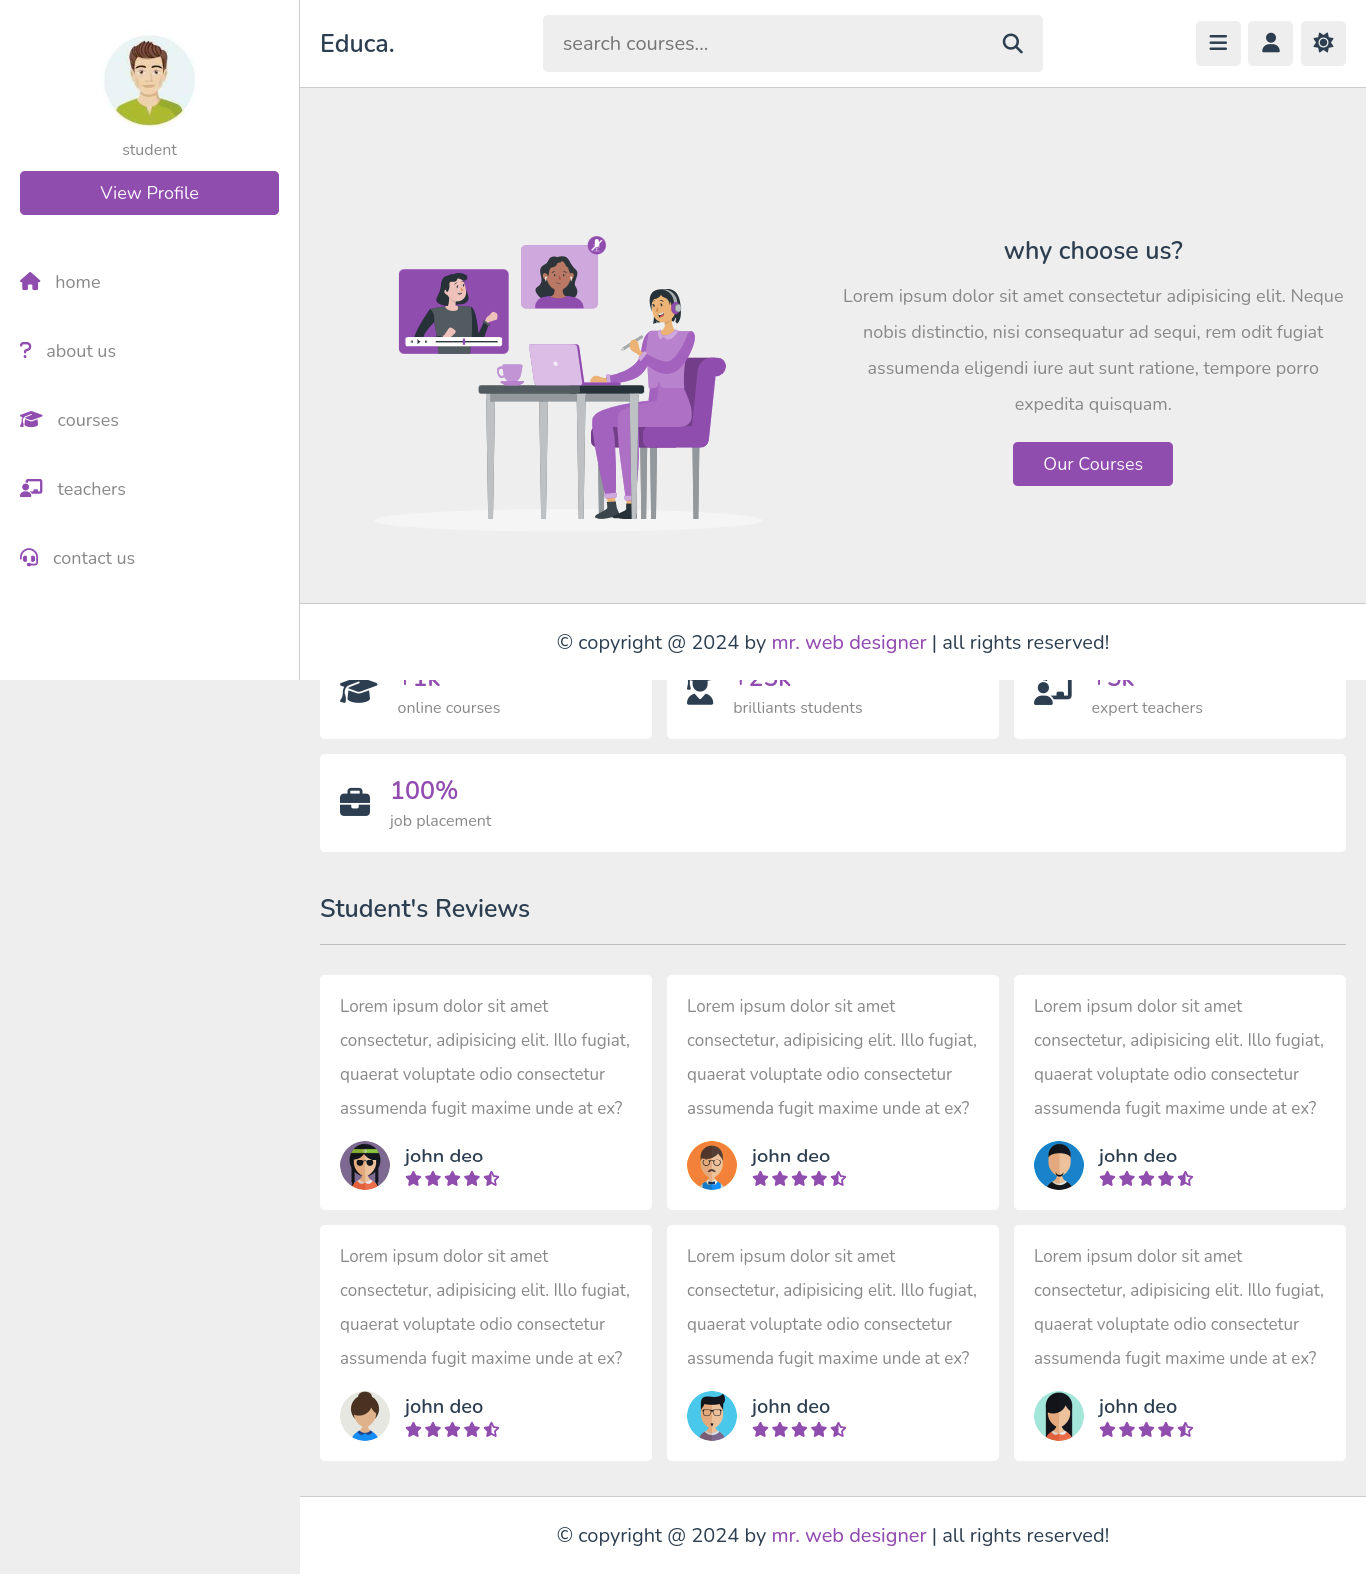 student
View Profile
home
about us
courses
teachers
contact us
Educa.
search courses...
why choose us?
Lorem ipsum dolor sit amet consectetur adipisicing elit. Neque
nobis distinctio, nisi consequatur ad sequi, rem odit fugiat
assumenda eligendi iure aut sunt ratione, tempore porro
expedita quisquam.
Our Courses
© copyright @ 2024 by mr. web designer | all rights reserved!
+1k
online courses
+25k
brilliants students
+5k
expert teachers
100%
job placement
Student's Reviews
Lorem ipsum dolor sit amet
consectetur, adipisicing elit. Illo fugiat,
quaerat voluptate odio consectetur
assumenda fugit maxime unde at ex?
john deo
Lorem ipsum dolor sit amet
consectetur, adipisicing elit. Illo fugiat,
quaerat voluptate odio consectetur
assumenda fugit maxime unde at ex?
john deo
Lorem ipsum dolor sit amet
consectetur, adipisicing elit. Illo fugiat,
quaerat voluptate odio consectetur
assumenda fugit maxime unde at ex?
john deo
Lorem ipsum dolor sit amet
consectetur, adipisicing elit. Illo fugiat,
quaerat voluptate odio consectetur
assumenda fugit maxime unde at ex?
john deo
Lorem ipsum dolor sit amet
consectetur, adipisicing elit. Illo fugiat,
quaerat voluptate odio consectetur
assumenda fugit maxime unde at ex?
john deo
Lorem ipsum dolor sit amet
consectetur, adipisicing elit. Illo fugiat,
quaerat voluptate odio consectetur
assumenda fugit maxime unde at ex?
john deo
© copyright @ 2024 by mr. web designer | all rights reserved!